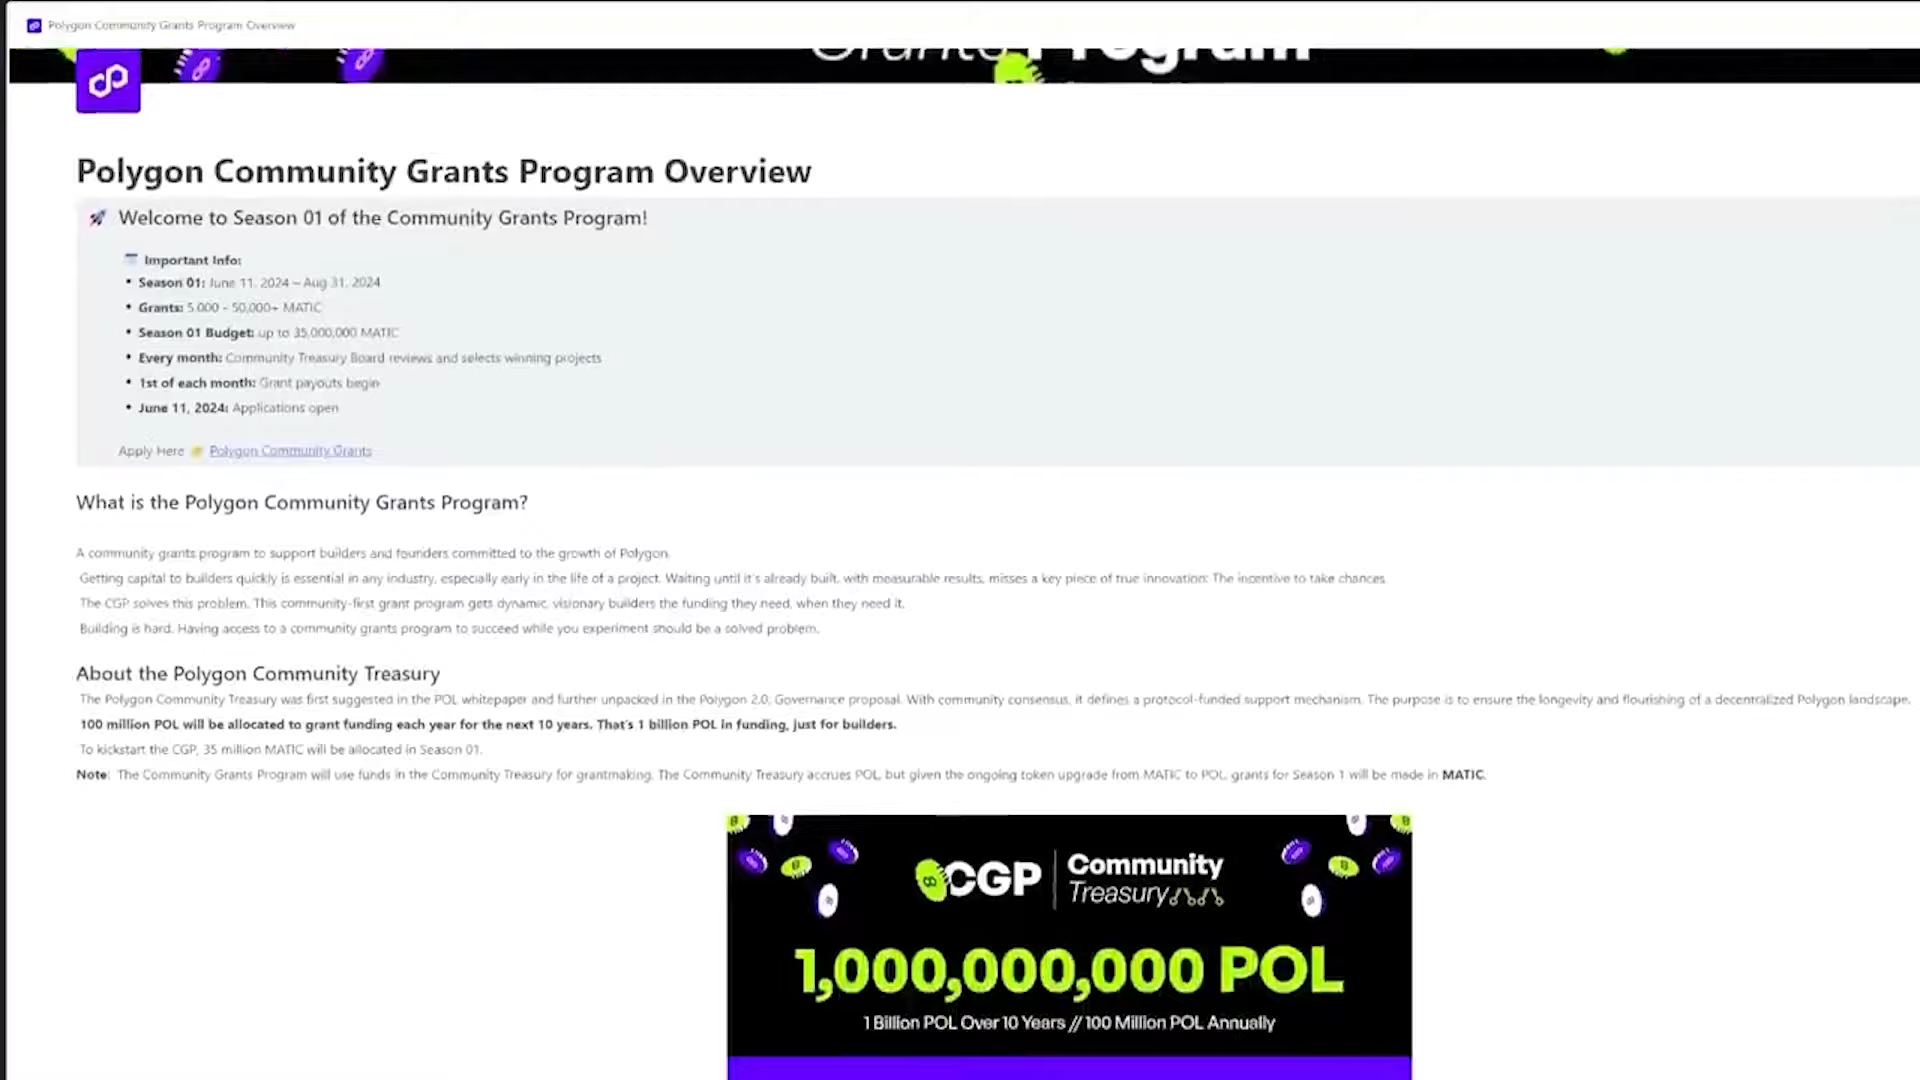 Polygon Community Grants Program Overview
Grants Program
Polygon Community Grants Program Overview
Welcome to Season 01 of the Community Grants Program!
Important Info:
• Season 01: June 11, 2024 – Aug 31, 2024
• Grants: 5,000 - 50,000+ MATIC
• Season 01 Budget: up to 35,000,000 MATIC
• Every month: Community Treasury Board reviews and selects winning projects
• 1st of each month: Grant payouts begin
• June 11, 2024: Applications open
Apply Here Polygon Community Grants
What is the Polygon Community Grants Program?
A community grants program to support builders and founders committed to the growth of Polygon.
Getting capital to builders quickly is essential in any industry, especially early in the life of a project. Waiting until it's already built, with measurable results, misses a key piece of true innovation: The incentive to take chances.
The CGP solves this problem. This community-first grant program gets dynamic, visionary builders the funding they need, when they need it.
Building is hard. Having access to a community grants program to succeed while you experiment should be a solved problem.
About the Polygon Community Treasury
The Polygon Community Treasury was first suggested in the POL whitepaper and further unpacked in the Polygon 2.0, Governance proposal. With community consensus, it defines a protocol-funded support mechanism. The purpose is to ensure the longevity and flourishing of a decentralized Polygon landscape.
100 million POL will be allocated to grant funding each year for the next 10 years. That's 1 billion POL in funding, just for builders.
To kickstart the CGP, 35 million MATIC will be allocated in Season 01.
Note: The Community Grants Program will use funds in the Community Treasury for grantmaking. The Community Treasury accrues POL, but given the ongoing token upgrade from MATIC to POL, grants for Season 1 will be made in MATIC.
CGP
Community
Treasury
1,000,000,000 POL
1 Billion POL Over 10 Years // 100 Million POL Annually